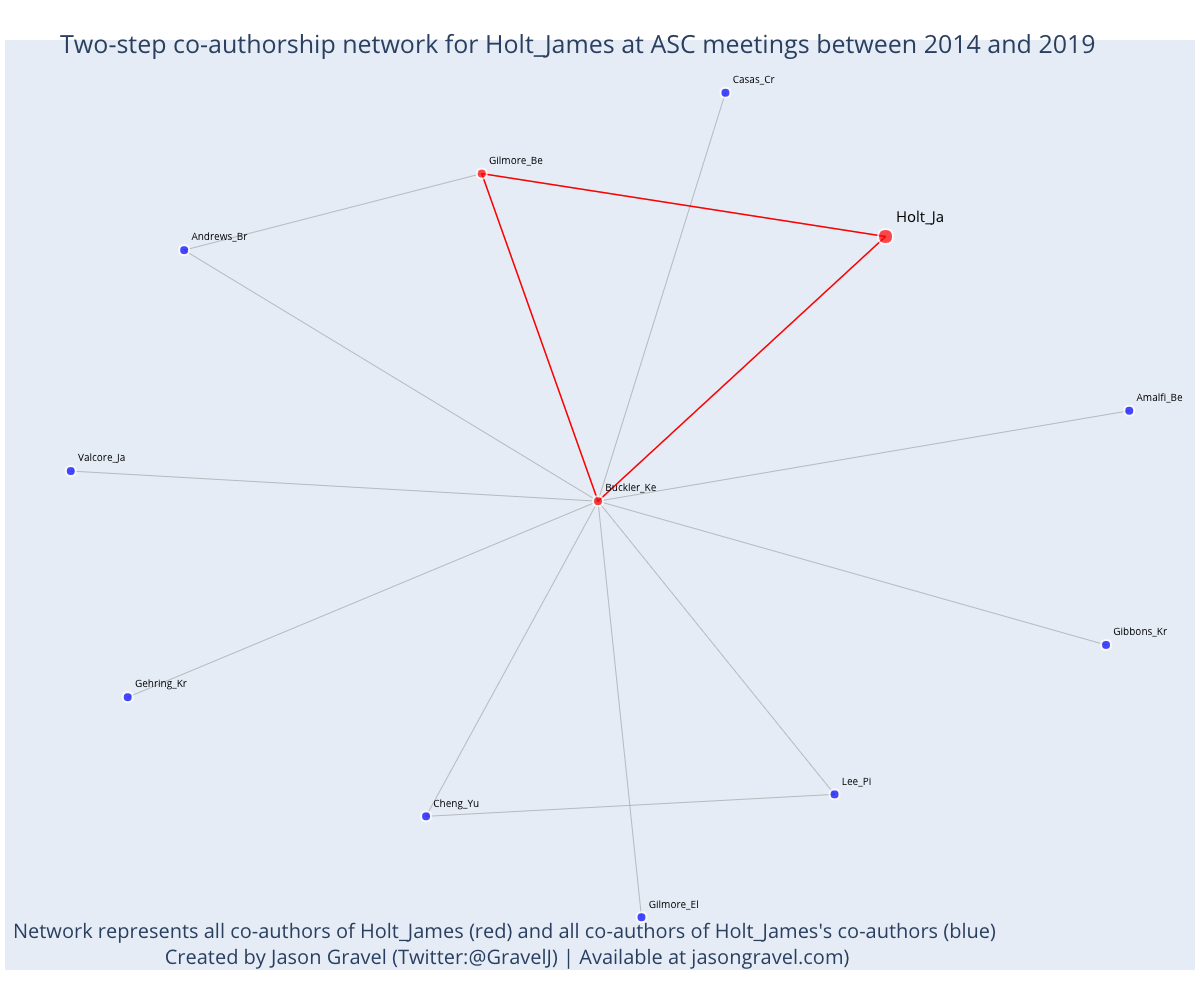 Two-step co-authorship network for Holt_James at ASC meetings between 2014 and 2019
Casas_Cr
Gilmore_Be
Holt_Ja
Andrews_Br
Amalfi_Be
Valcore_Ja
Buckler_Ke
Gibbons_Kr
Gehring_Kr
Lee_Pl
Cheng_Yu
Gilmore_El
Network represents all co-authors of Holt_James (red) and all co-authors of Holt_James's co-authors (blue)
Created by Jason Gravel (Twitter:@GravelJ) | Available at jasongravel.com)